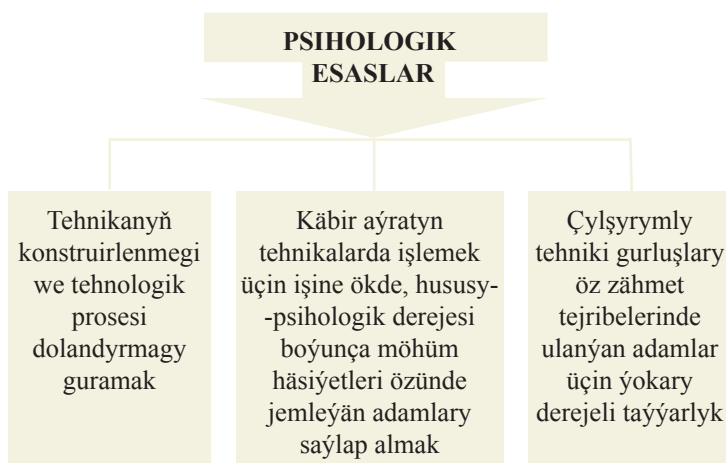 PSIHOLOGIK
ESASLAR
Tehnikanyň
konstruirlenmegi
we tehnologik
prosesi
dolandyrmagy
guramak
Käbir aýratyn
tehnikalarda işlemek
üçin işine ökde, hususy-
-psihologik derejesi
boýunça möhüm
häsiýetleri özünde
jemleýän adamlary
saýlap almak
Çylşyrymly
tehniki gurluşlary
öz zähmet
tejribelerinde
ulanýan adamlar
üçin ýokary
derejeli taýýarlyk